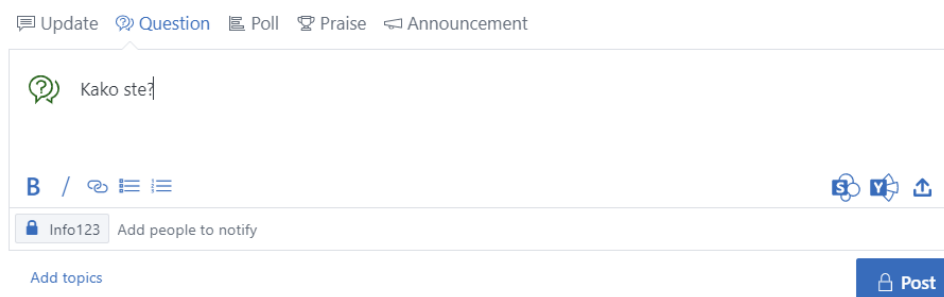 Update Question Poll Praise Announcement
Kako ste?
B I
S Y
Info123 Add people to notify
Add topics
Post